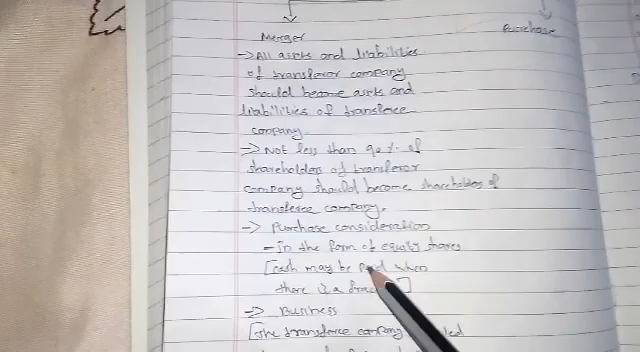 Merger
Purchase
→ All assets and liabilities
of transferor company
should become assets and
liabilities of transferee
company.
→ Not less than 90% of
shareholders of transferor
company should become shareholders of
transferee company.
→ Purchase consideration
- In the form of equity shares
[cash may be paid when
there is a
→ Business
[The transferee company